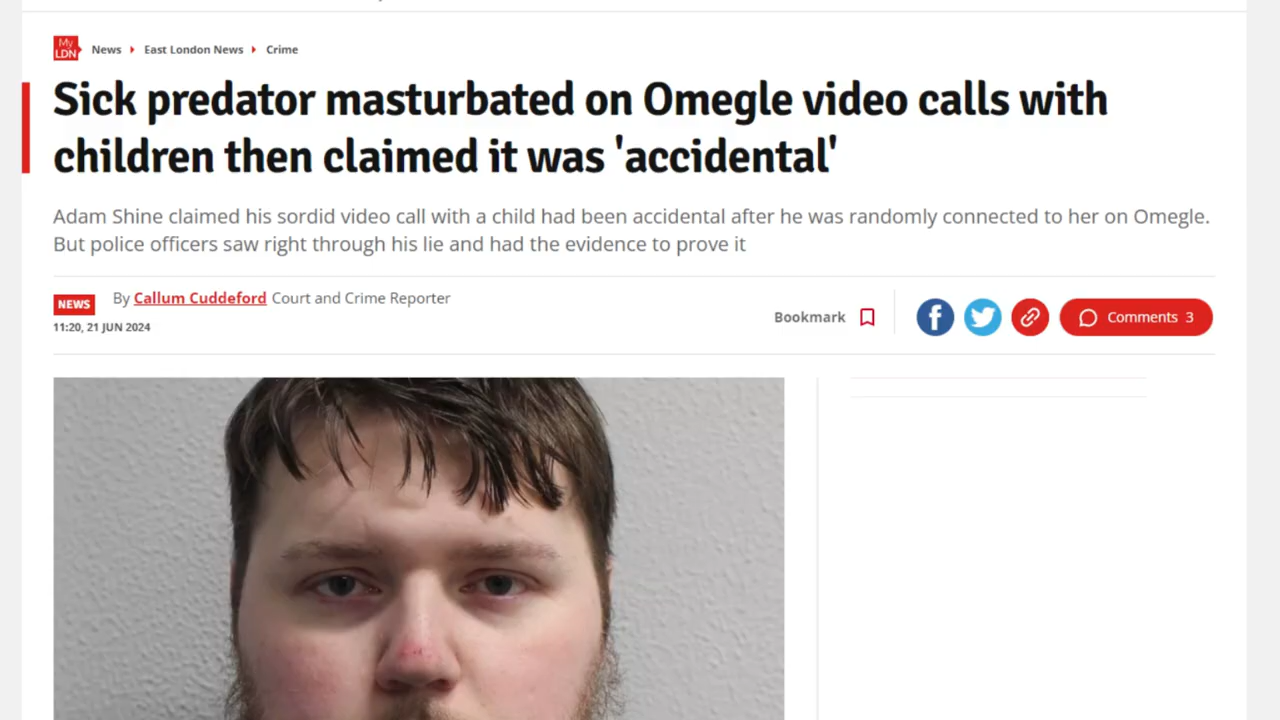 My
LDN
News East London News Crime
Sick predator masturbated on Omegle video calls with
children then claimed it was 'accidental'
Adam Shine claimed his sordid video call with a child had been accidental after he was randomly connected to her on Omegle.
But police officers saw right through his lie and had the evidence to prove it
NEWS By Callum Cuddeford Court and Crime Reporter
11:20, 21 JUN 2024
Bookmark
Comments 3